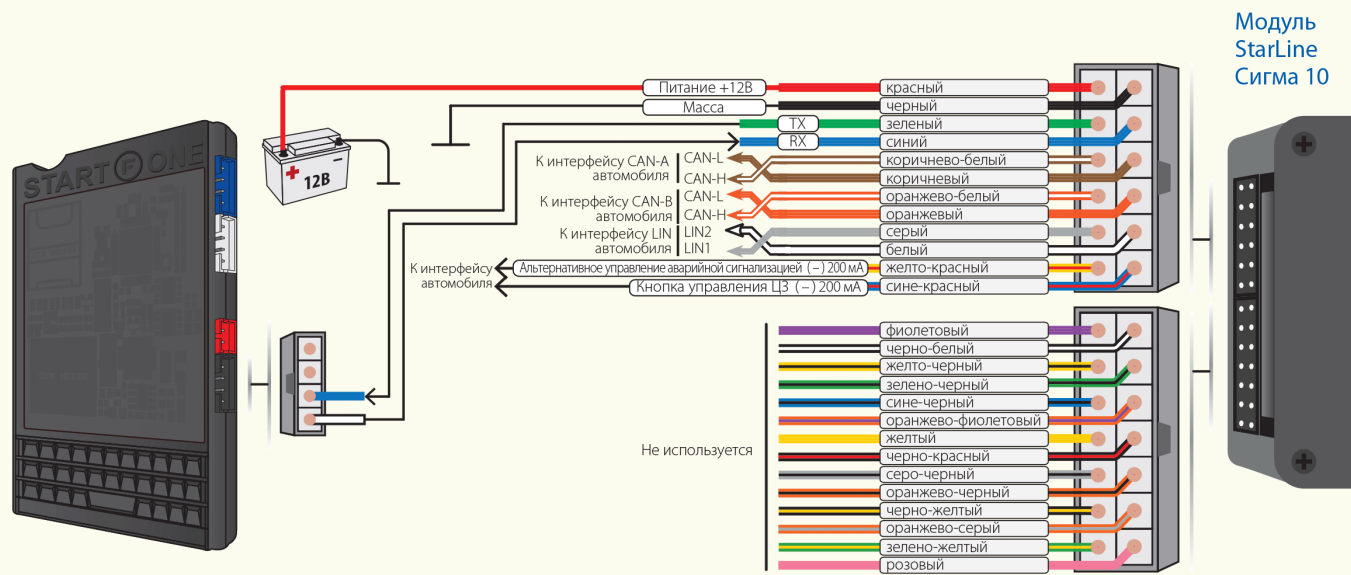 Модуль
StarLine
Сигма 10
Питание +12В
красный
Масса
черный
TX
зеленый
RX
синий
К интерфейсу CAN-A
автомобиля
CAN-L
коричнево-белый
CAN-H
коричневый
К интерфейсу CAN-B
автомобиля
CAN-L
оранжево-белый
CAN-H
оранжевый
К интерфейсу LIN
автомобиля
LIN2
серый
LIN1
белый
К интерфейсу
автомобиля
Альтернативное управление аварийной сигнализацией (–) 200 мА
желто-красный
Кнопка управления ЦЗ (–) 200 мА
сине-красный
START F ONE
12В
Не используется
фиолетовый
черно-белый
желто-черный
зелено-черный
сине-черный
оранжево-фиолетовый
желтый
черно-красный
серо-черный
оранжево-черный
черно-желтый
оранжево-серый
зелено-желтый
розовый